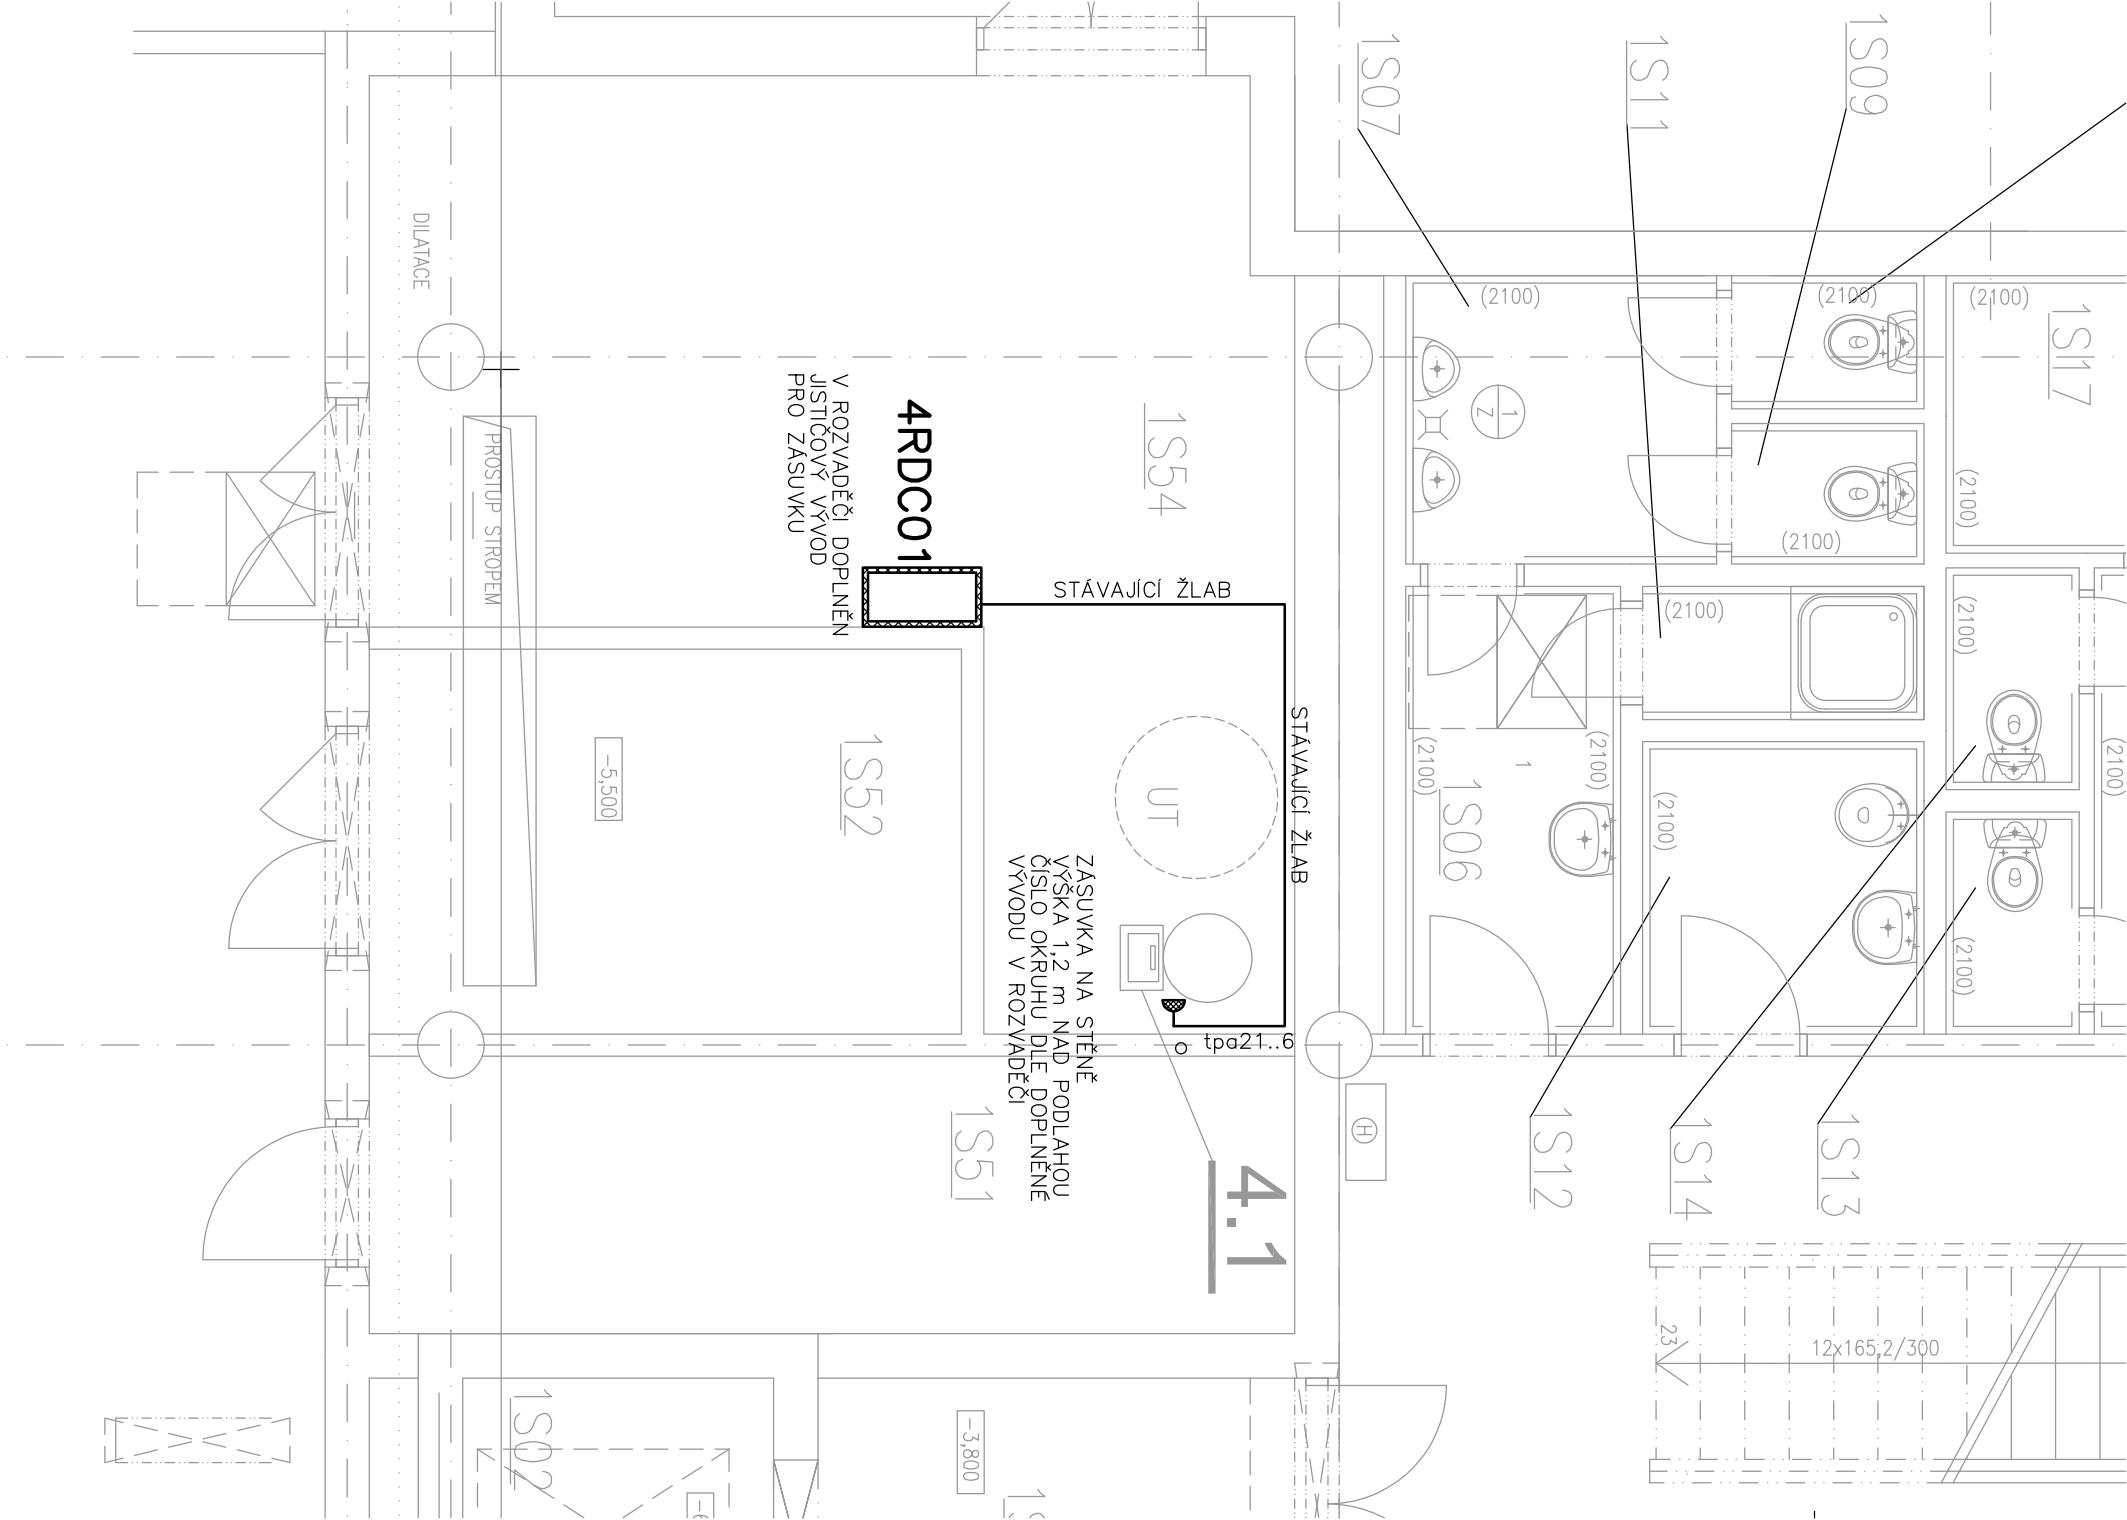 1S07
1S11
1S09
DILATACE
(2100)
(2100)
(2100)
1S17
1
Z
V ROZVADĚČI DOPLNĚN
JISTIČOVÝ VÝVOD
PRO ZÁSUVKU
4RDC01
1S54
PROSTUP STROPEM
(2100)
(2100)
STÁVAJÍCÍ ŽLAB
(2100)
(2100)
STÁVAJÍCÍ ŽLAB
-5,500
1S52
UT
(2100)
(2100)
1
1S06
(2100)
(2100)
(2100)
ZÁSUVKA NA STĚNĚ
VÝŠKA 1,2 m NAD PODLAHOU
ČÍSLO OKRUHU DLE DOPLNĚNÉ
VÝVODU V ROZVADĚČI
tpa21..6
1S51
4.1
H
1S12
1S14
1S13
23
12x165,2/300
1S02
-3,800